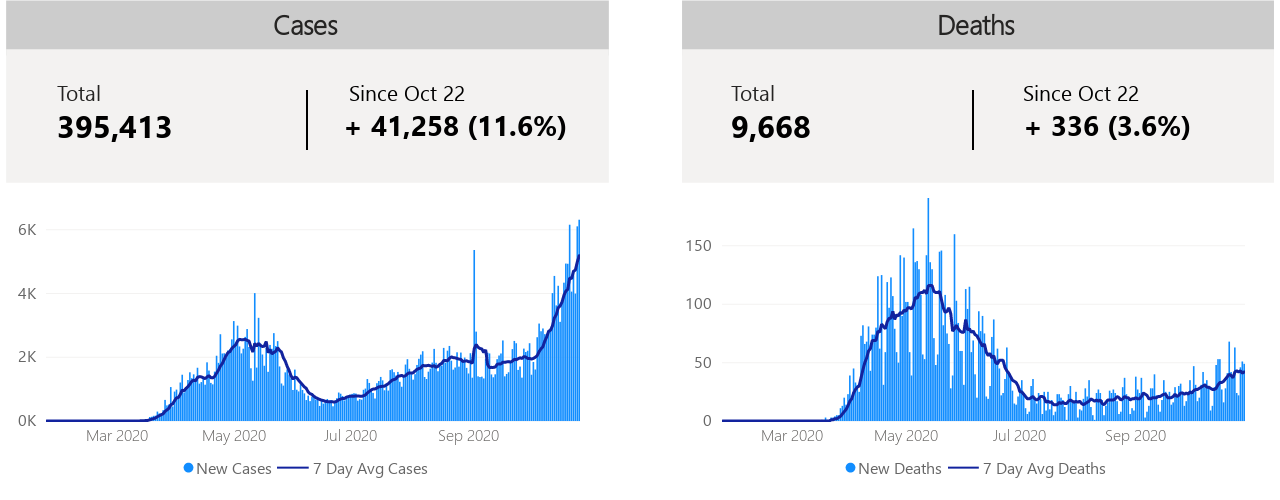 Cases
Total
Since Oct 22
395,413
+ 41,258 (11.6%)
6K
4K
2K
0K
Mar 2020
May 2020
Jul 2020
Sep 2020
New Cases
7 Day Avg Cases
Deaths
Total
Since Oct 22
9,668
+ 336 (3.6%)
150
100
50
0
Mar 2020
May 2020
Jul 2020
Sep 2020
New Deaths
7 Day Avg Deaths